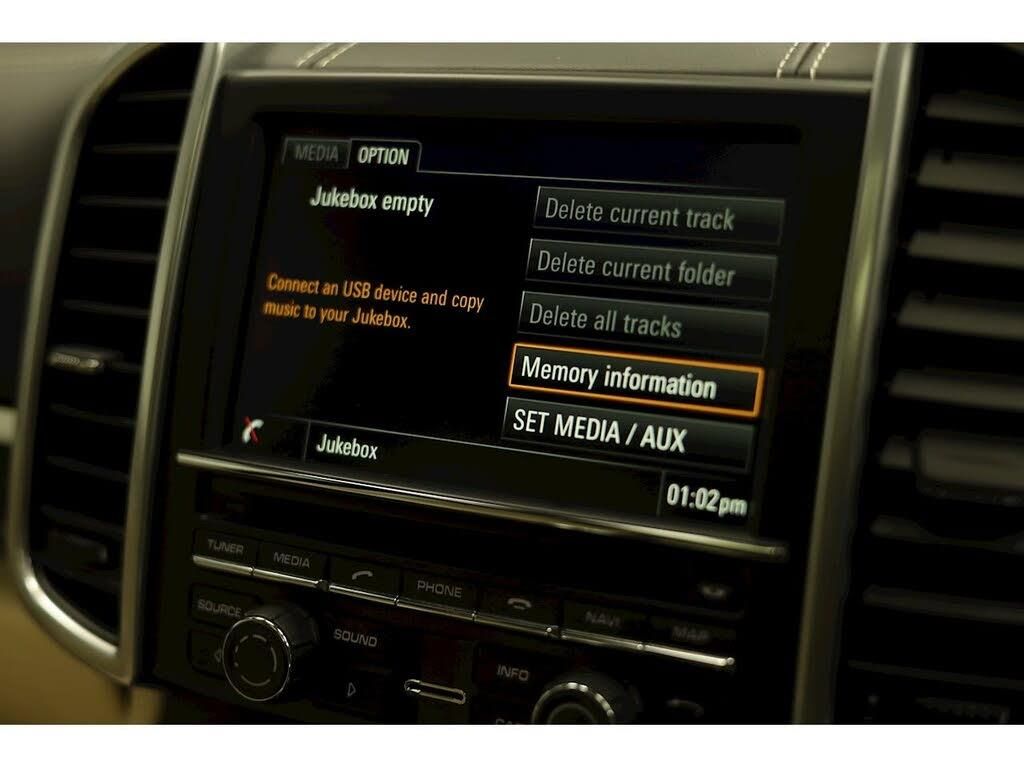 MEDIA OPTION
Jukebox empty
Delete current track
Delete current folder
Connect an USB device and copy
music to your Jukebox.
Delete all tracks
Memory information
SET MEDIA / AUX
Jukebox
01:02pm
TUNER MEDIA PHONE NAVI MAP
SOURCE SOUND INFO